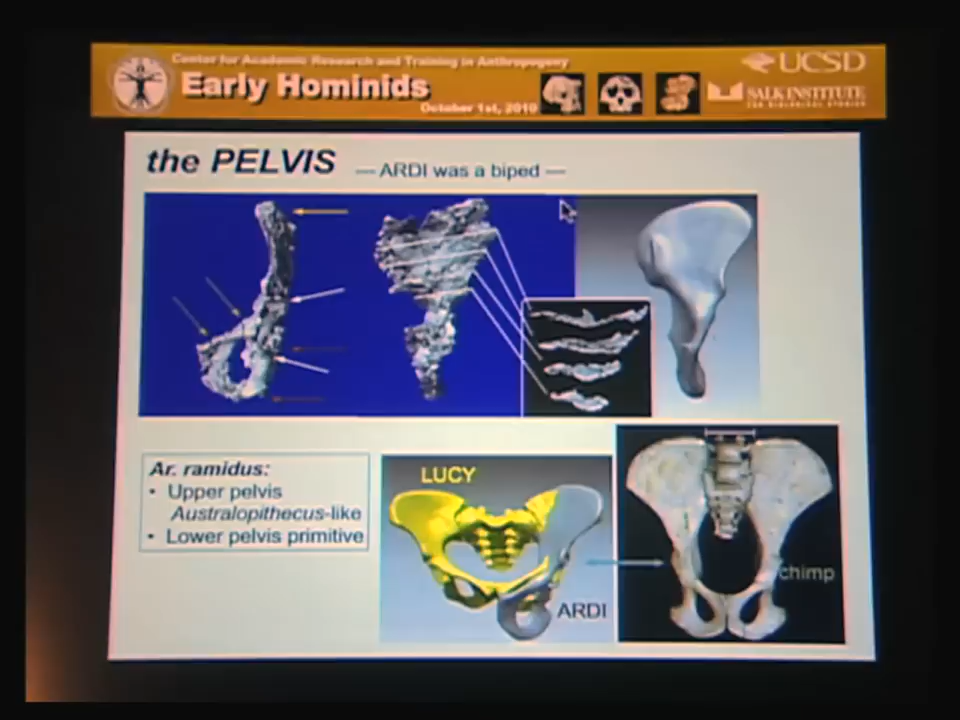 Center for Academic Research and Training in Anthropogeny
Early Hominids
October 1st, 2010
UCSD
SALK INSTITUTE
FOR BIOLOGICAL STUDIES
the PELVIS — ARDI was a biped —
Ar. ramidus:
• Upper pelvis
Australopithecus-like
• Lower pelvis primitive
LUCY
ARDI
chimp